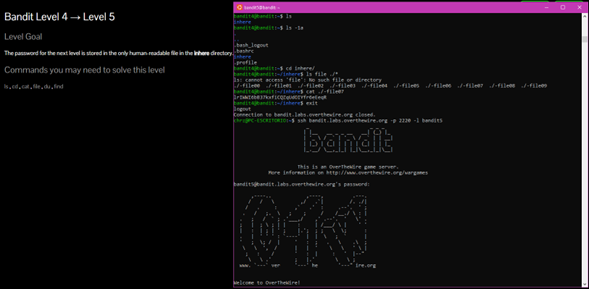 Bandit Level 4 → Level 5
Level Goal
The password for the next level is stored in the only human-readable file in the inhere directory.
Commands you may need to solve this level
ls , cd , cat , file , du , find
bandit5@bandit: ~
bandit4@bandit:~$ ls
inhere
bandit4@bandit:~$ ls -1a
.
..
.bash_logout
.bashrc
inhere
.profile
bandit4@bandit:~$ cd inhere/
bandit4@bandit:~/inhere$ ls file ./*
ls: cannot access 'file': No such file or directory
./-file00 ./-file01 ./-file02 ./-file03 ./-file04 ./-file05 ./-file06 ./-file07 ./-file08 ./-file09
bandit4@bandit:~/inhere$ cat ./-file07
bandit4@bandit:~/inhere$ exit
logout
Connection to bandit.labs.overthewire.org closed.
chrs@PC-ESCRITORIO:~$ ssh bandit.labs.overthewire.org -p 2220 -l bandit5
This is an OverTheWire game server.
More information on http://www.overthewire.org/wargames
bandit5@bandit.labs.overthewire.org's password:
www. ver he ire.org
Welcome to OverTheWire!